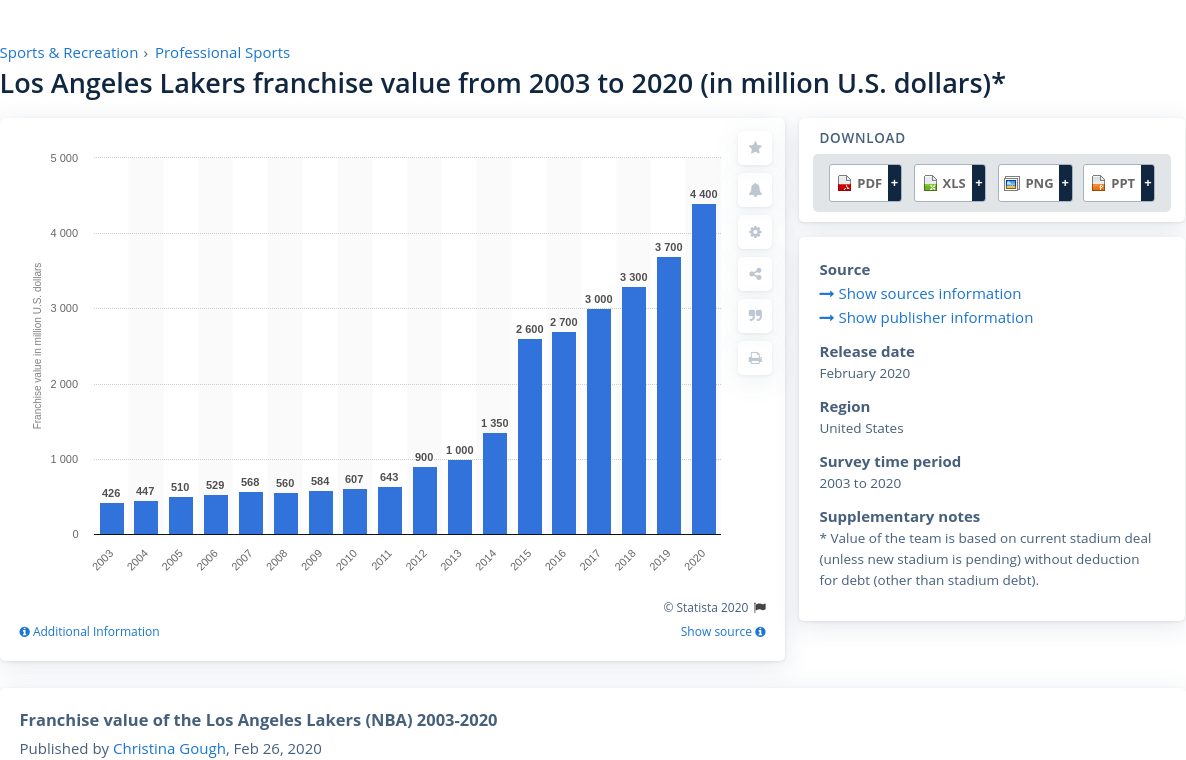 Sports & Recreation › Professional Sports
Los Angeles Lakers franchise value from 2003 to 2020 (in million U.S. dollars)*
Franchise value in million U.S. dollars
5 000
4 000
3 000
2 000
1 000
0
426
447
510
529
568
560
584
607
643
900
1 000
1 350
2 600
2 700
3 000
3 300
3 700
4 400
2003
2004
2005
2006
2007
2008
2009
2010
2011
2012
2013
2014
2015
2016
2017
2018
2019
2020
© Statista 2020
Additional Information
Show source
DOWNLOAD
PDF + XLS + PNG + PPT +
Source
Show sources information
Show publisher information
Release date
February 2020
Region
United States
Survey time period
2003 to 2020
Supplementary notes
* Value of the team is based on current stadium deal
(unless new stadium is pending) without deduction
for debt (other than stadium debt).
Franchise value of the Los Angeles Lakers (NBA) 2003-2020
Published by Christina Gough, Feb 26, 2020